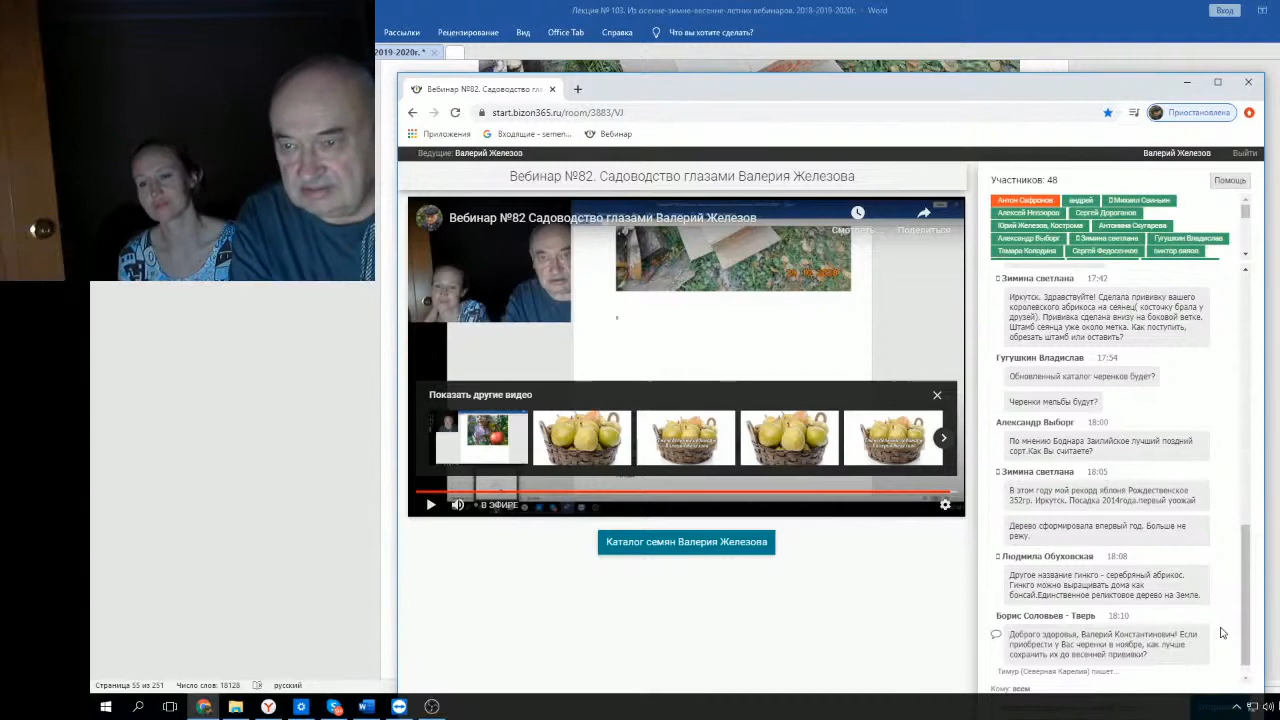 Лекция № 103. Из осенне-зимно-весенне-летних вебинаров. 2018-2019-2020г. - Word
Вход
Рассылки Рецензирование Вид Office Tab Справка Что вы хотите сделать?
2019-2020г. *
Вебинар №82. Садоводство гла
start.bizon365.ru/room/3883/VJ
Приостановлена
Приложения Входящие - semen... Вебинар
Ведущие: Валерий Железов
Валерий Железов Выйти
Вебинар №82. Садоводство глазами Валерия Железова
Вебинар №82 Садоводство глазами Валерий Железов
Смотреть... Поделиться
Показать другие видео
В ЭФИРЕ
Каталог семян Валерия Железова
Участников: 48
Помощь
Антон Сафронов андрей Михаил Свиньин
Алексей Невзоров Сергей Дороганов
Юрий Железов, Кострома Антонина Скугарева
Александр Выборг Зимина светлана Гугушкин Владислав
Тамара Колодина Сергей Федосенков виктор вялов
Зимина светлана 17:42
Иркутск. Здравствуйте! Сделала прививку вашего
королевского абрикоса на сеянец( косточку брала у
друзей). Прививка сделана внизу на боковой ветке.
Штамб сеянца уже около метка. Как поступить,
обрезать штамб или оставить?
Гугушкин Владислав 17:54
Обновленный каталог черенков будет?
Черенки мельбы будут?
Александр Выборг 18:00
По мнению Боднара Заилийское лучший поздний
сорт.Как Вы считаете?
Зимина светлана 18:05
В этом году мой рекорд яблоня Рождественское
352гр. Иркутск. Посадка 2014года.первый урожай
Дерево сформировала впервый год. Больше не
режу.
Людмила Обуховская 18:08
Другое название гинкго - серебряный абрикос.
Гинкго можно выращивать дома как
бонсай.Единственное реликтовое дерево на Земле.
Борис Соловьев - Тверь 18:10
Доброго здоровья, Валерий Константинович! Если
приобрести у Вас черенки в ноябре, как лучше
сохранить их до весенней прививки?
Тимур (Северная Карелия) пишет...
Кому: всем
Страница 55 из 251 Число слов: 18128 русский